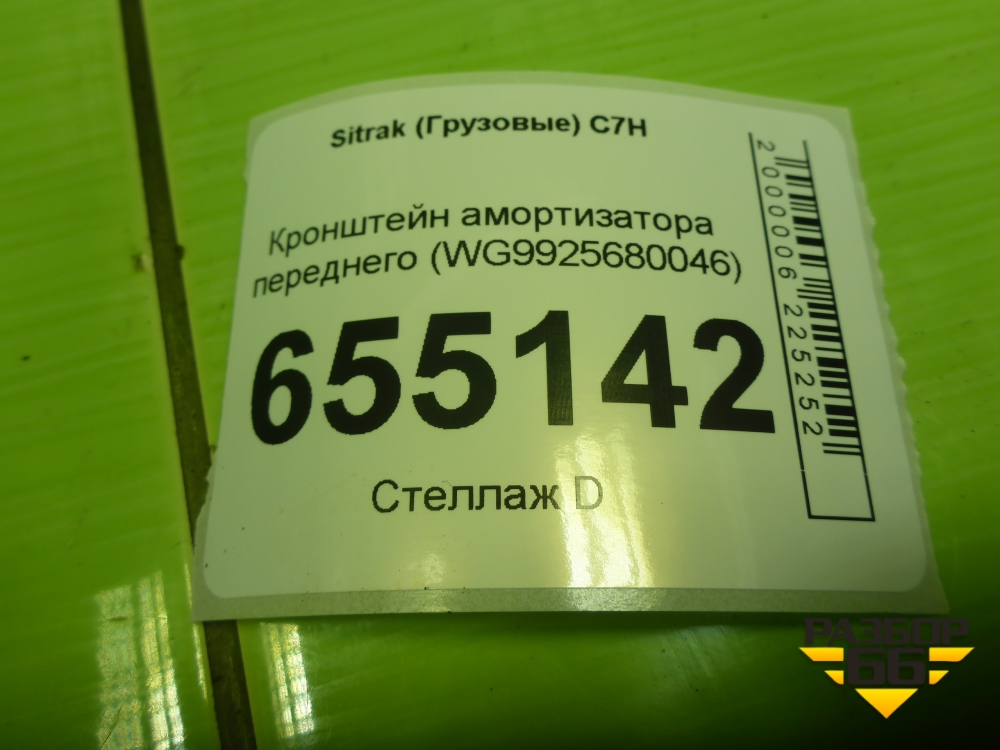 Sitrak (Грузовые) C7H
Кронштейн амортизатора
переднего (WG9925680046)
655142
Стеллаж D
2000006225252
РАЗБОР
66